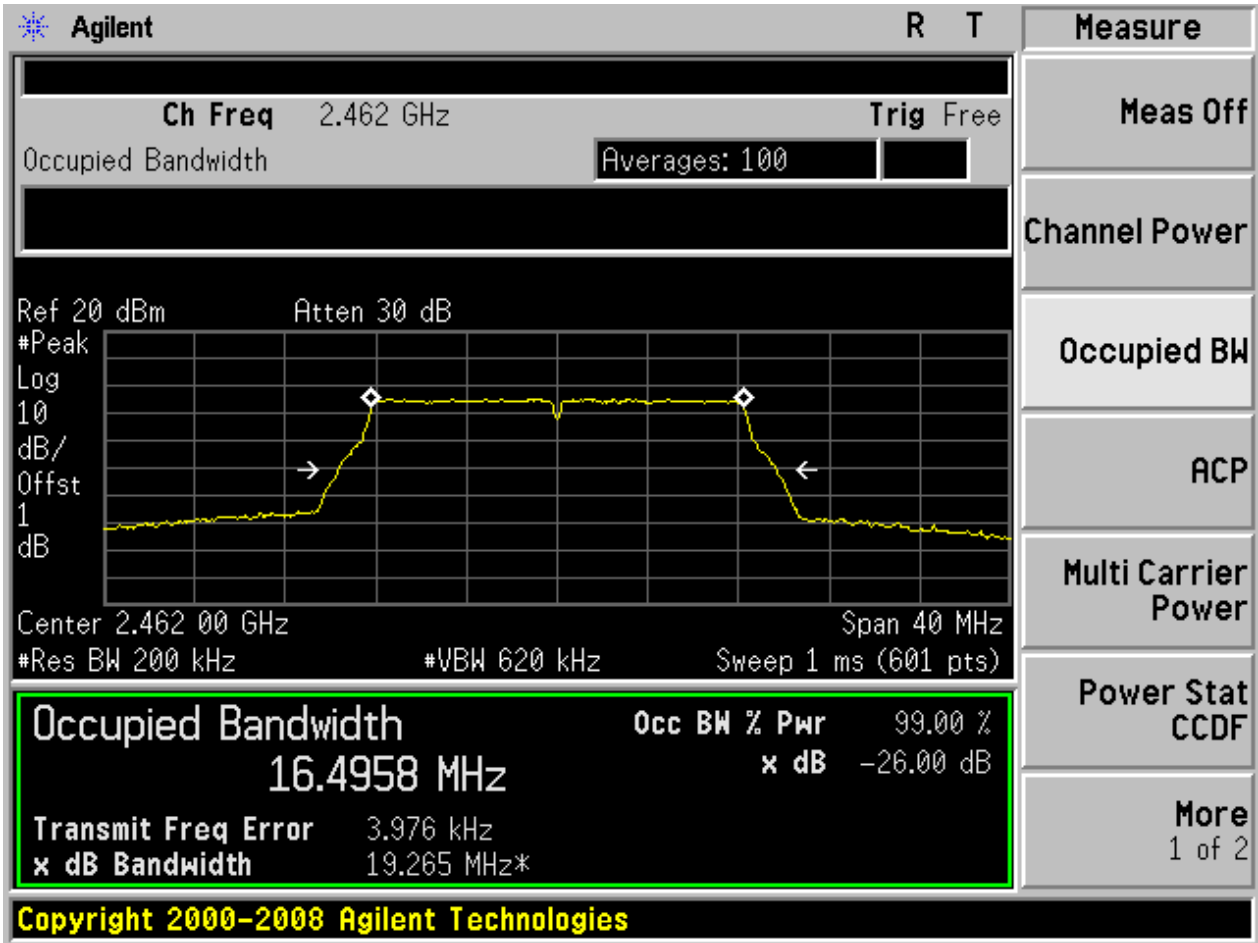 Agilent R T
Ch Freq 2.462 GHz Trig Free
Occupied Bandwidth Averages: 100
Ref 20 dBm Atten 30 dB
#Peak
Log
10
dB/
Offst
1
dB
Center 2.462 00 GHz Span 40 MHz
#Res BW 200 kHz #VBW 620 kHz Sweep 1 ms (601 pts)
Occupied Bandwidth
16.4958 MHz
Occ BW % Pwr 99.00 %
x dB -26.00 dB
Transmit Freq Error 3.976 kHz
x dB Bandwidth 19.265 MHz*
Copyright 2000-2008 Agilent Technologies
Measure
Meas Off
Channel Power
Occupied BW
ACP
Multi Carrier
Power
Power Stat
CCDF
More
1 of 2